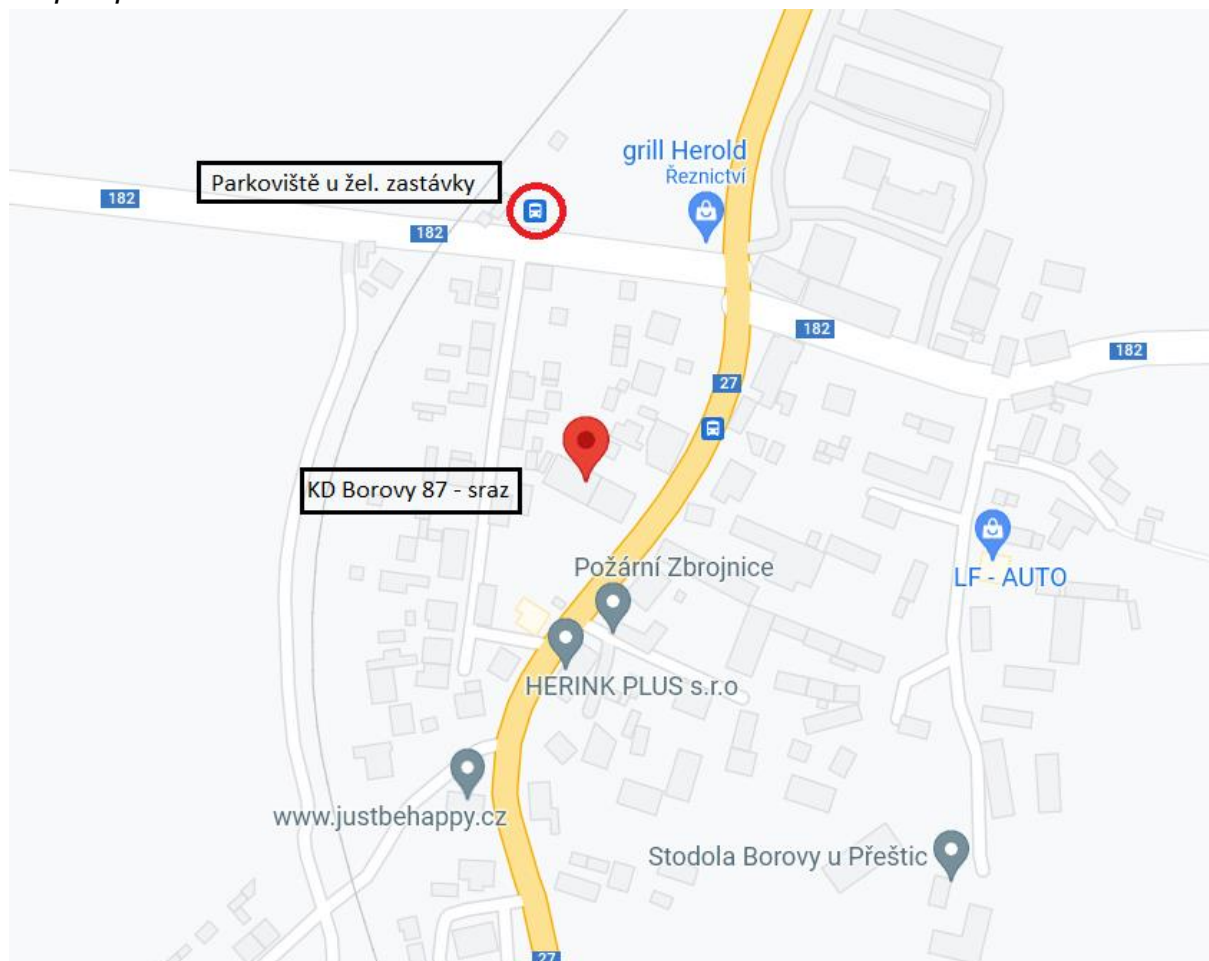 grill Herold
Řeznictví
Parkoviště u žel. zastávky
182
182
182
182
27
KD Borovy 87 - sraz
Požární Zbrojnice
LF - AUTO
HERINK PLUS s.r.o
www.justbehappy.cz
Stodola Borovy u Přeštic
27